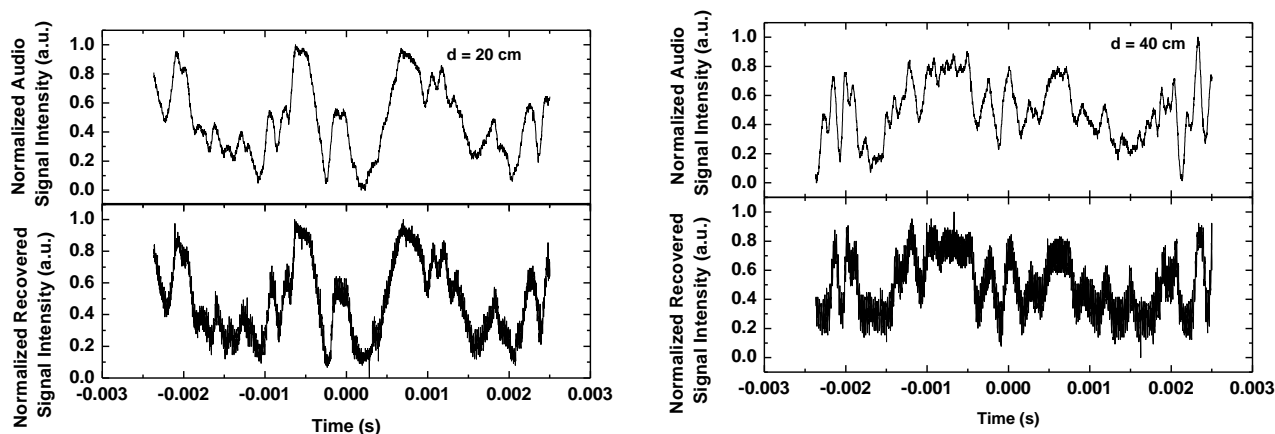 Normalized Audio
Signal Intensity (a.u.)
1.0
0.8
0.6
0.4
0.2
0.0
d = 20 cm
Normalized Recovered
Signal Intensity (a.u.)
1.0
0.8
0.6
0.4
0.2
0.0
-0.003 -0.002 -0.001 0.000 0.001 0.002 0.003
Time (s)
Normalized Audio
Signal Intensity (a.u.)
1.0
0.8
0.6
0.4
0.2
0.0
d = 40 cm
Normalized Recovered
Signal Intensity (a.u.)
1.0
0.8
0.6
0.4
0.2
0.0
-0.003 -0.002 -0.001 0.000 0.001 0.002 0.003
Time (s)